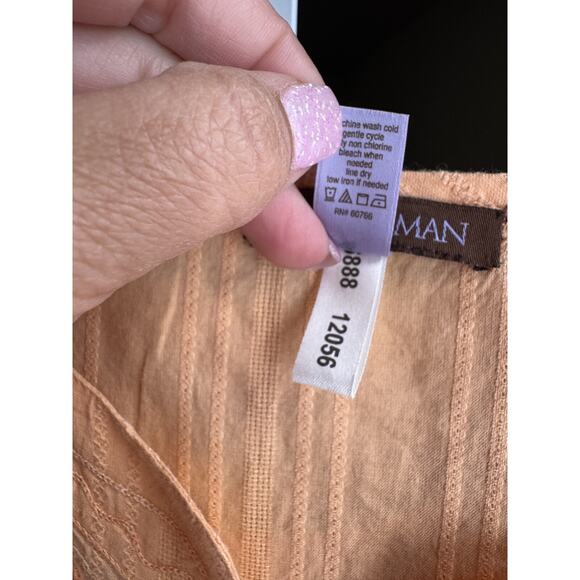 chine wash cold
gentle cycle
ly non chlorine
bleach when
needed
line dry
low iron if needed
RN# 60766
MAN
888 12056